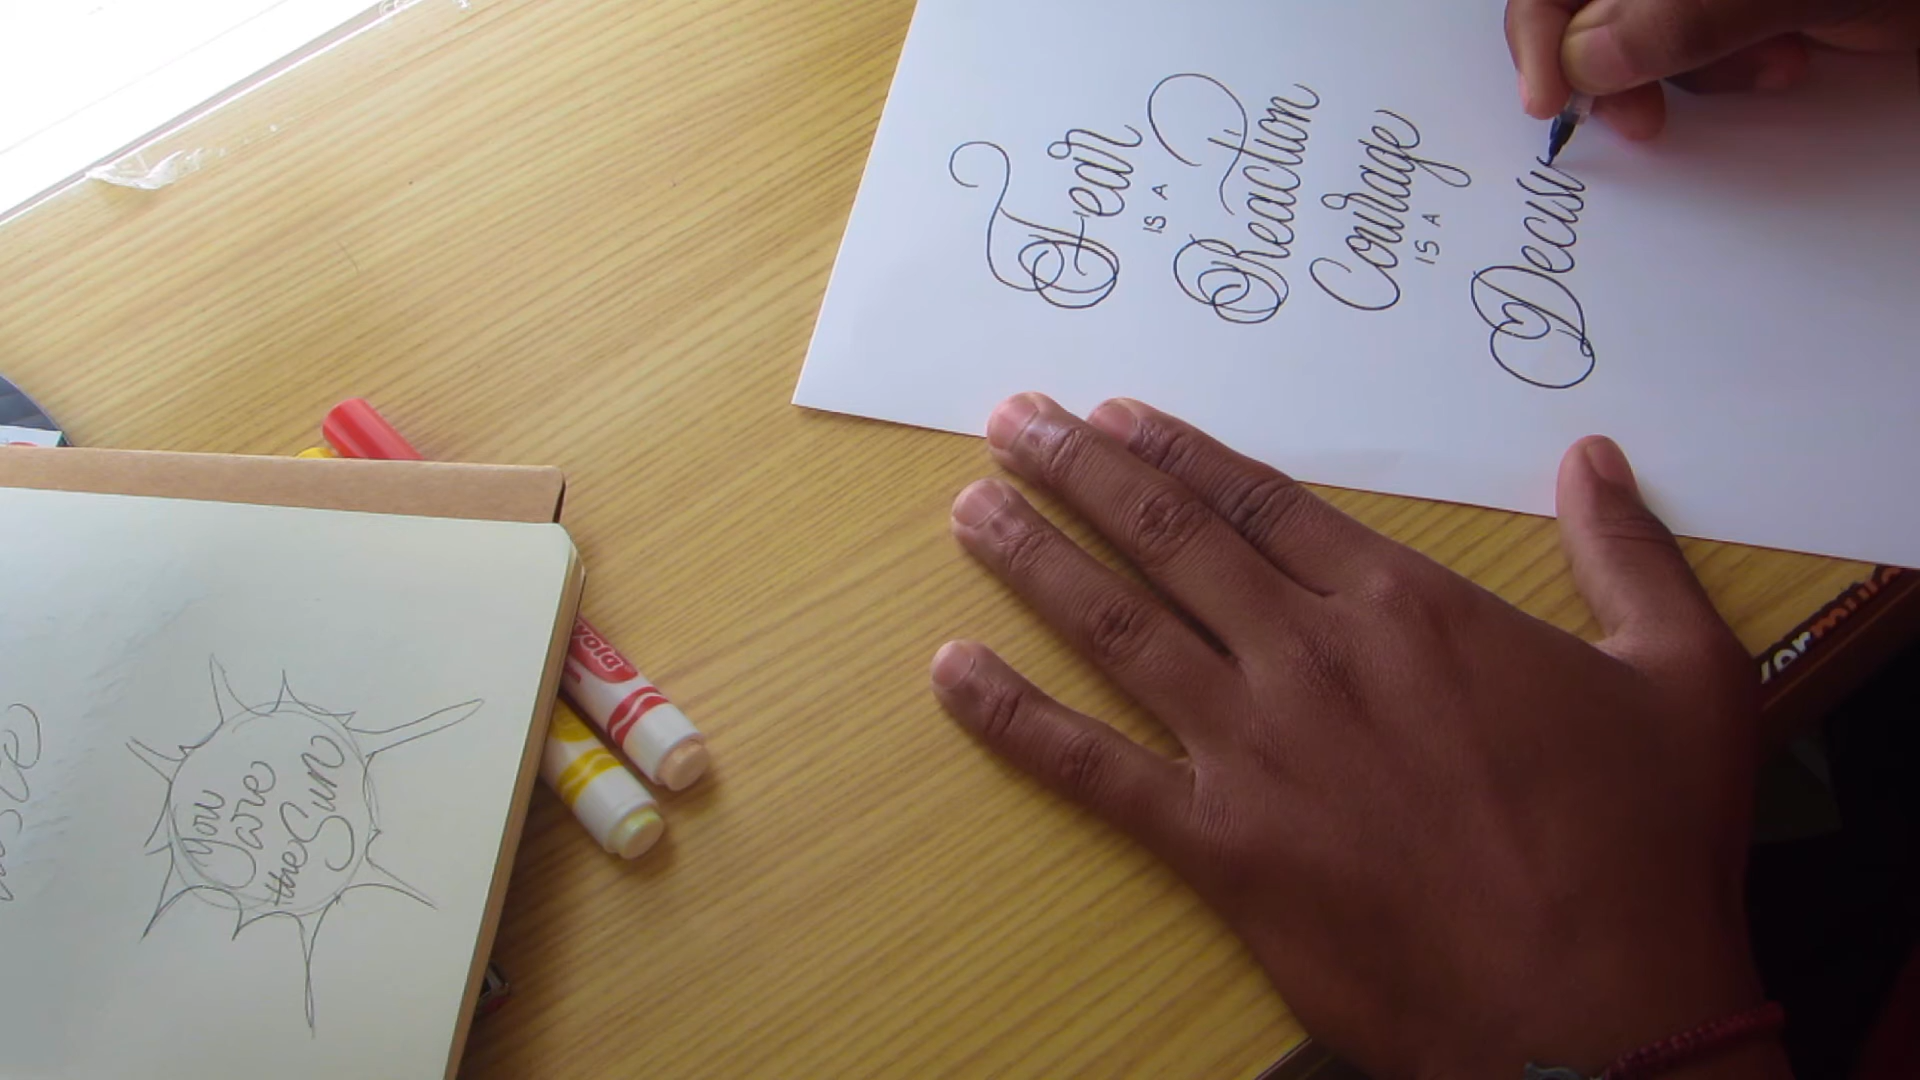 Fear
IS A
Reaction
Courage
IS A
Decisi
You
are
the Sun